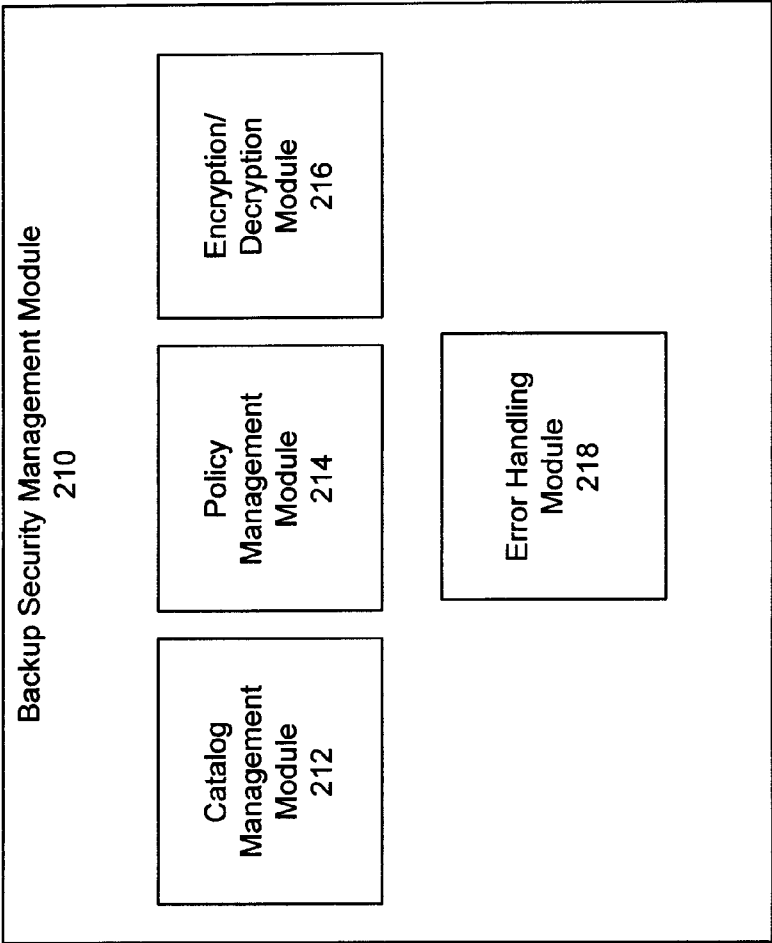 Backup Security Management Module
210
Catalog
Management
Module
212
Policy
Management
Module
214
Encryption/
Decryption
Module
216
Error Handling
Module
218